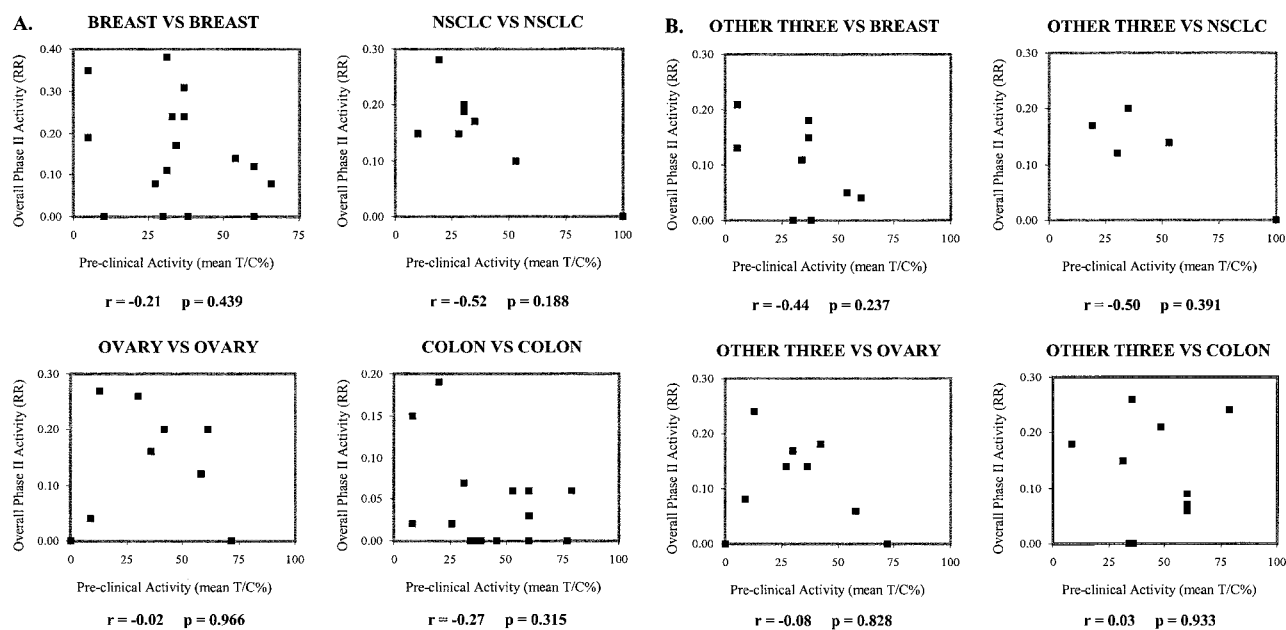 A.
BREAST VS BREAST
Overall Phase II Activity (RR)
0.40
0.30
0.20
0.10
0.00
0 25 50 75
Pre-clinical Activity (mean T/C%)
r = -0.21 p = 0.439
NSCLC VS NSCLC
Overall Phase II Activity (RR)
0.30
0.20
0.10
0.00
0 25 50 75 100
Pre-clinical Activity (mean T/C%)
r = -0.52 p = 0.188
OVARY VS OVARY
Overall Phase II Activity (RR)
0.30
0.20
0.10
0.00
0 25 50 75 100
Pre-clinical Activity (mean T/C%)
r = -0.02 p = 0.966
COLON VS COLON
Overall Phase II Activity (RR)
0.20
0.15
0.10
0.05
0.00
0 25 50 75 100
Pre-clinical Activity (mean T/C%)
r = -0.27 p = 0.315
B.
OTHER THREE VS BREAST
Overall Phase II Activity (RR)
0.30
0.20
0.10
0.00
0 25 50 75 100
Pre-clinical Activity (mean T/C%)
r = -0.44 p = 0.237
OTHER THREE VS NSCLC
Overall Phase II Activity (RR)
0.30
0.20
0.10
0.00
0 25 50 75 100
Pre-clinical Activity (mean T/C%)
r = -0.50 p = 0.391
OTHER THREE VS OVARY
Overall Phase II Activity (RR)
0.30
0.20
0.10
0.00
0 25 50 75 100
Pre-clinical Activity (mean T/C%)
r = -0.08 p = 0.828
OTHER THREE VS COLON
Overall Phase II Activity (RR)
0.30
0.20
0.10
0.00
0 25 50 75 100
Pre-clinical Activity (mean T/C%)
r = 0.03 p = 0.933